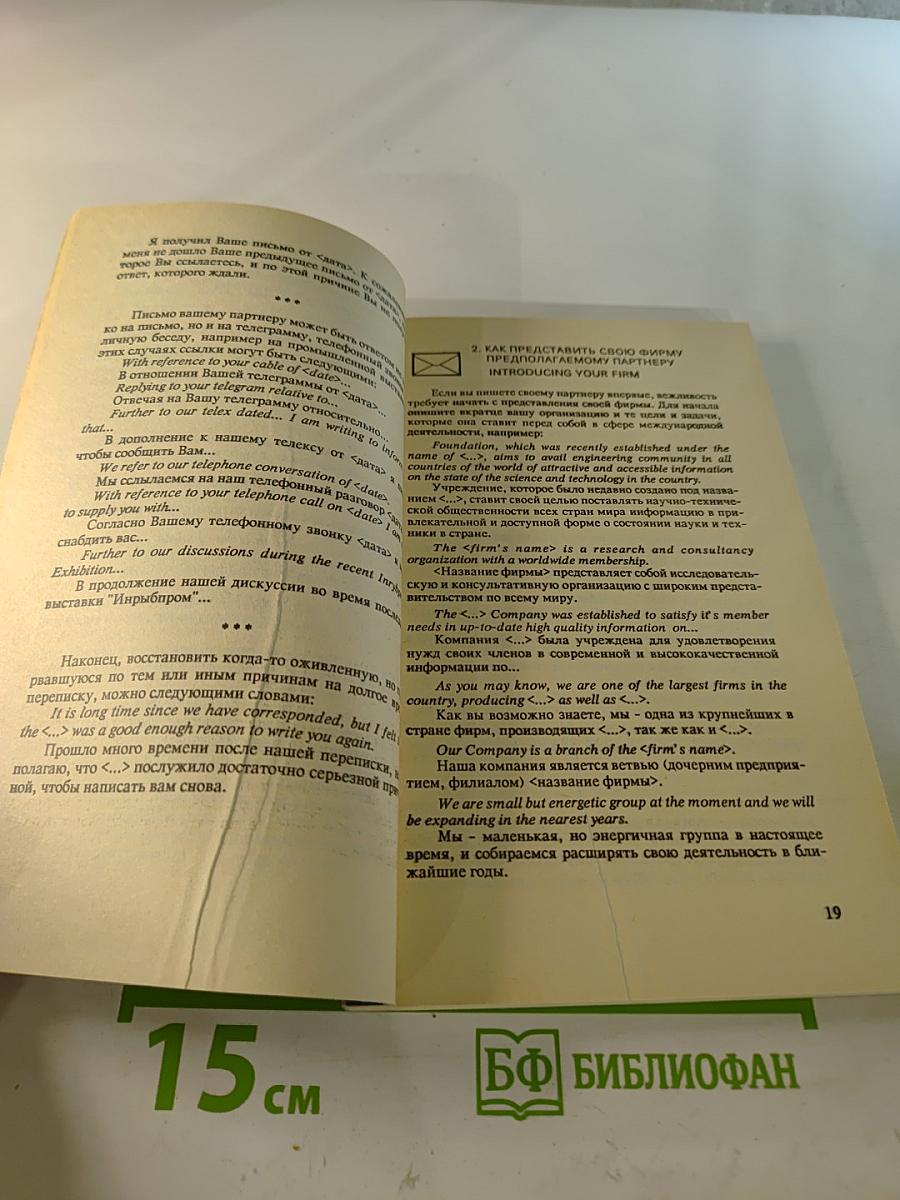 Я получил Ваше письмо от <дата>. К
меня не дошло Ваше предыдущее письмо от <дата>
торое Вы ссылаетесь, и по этой причине Вы не
ответ, которого ждали.
* * *
Письмо вашему партнеру может быть ответом
ко на письмо, но и на телеграмму, телефонный
личную беседу, например на промышленной
этих случаях ссылки могут быть следующими:
With reference to your cable of <date>...
В отношении Вашей телеграммы от <дата>...
Replying to your telegram relative to...
Отвечая на Вашу телеграмму относительно...
Further to our telex dated... I am writing to
that...
В дополнение к нашему телексу от <дата> я
чтобы сообщить Вам...
We refer to our telephone conversation of <date>
Мы сслылаемся на наш телефонный разговор
With reference to your telephone call on <date> I am
to supply you with...
Согласно Вашему телефонному звонку <дата>
снабдить вас...
Further to our discussions during the recent
Exhibition...
В продолжение нашей дискуссии во время
выставки "Инрыбпром"...
* * *
Наконец, восстановить когда-то оживленную, но
рвавшуюся по тем или иным причинам на долгое
переписку, можно следующими словами:
It is long time since we have corresponded, but I felt
the <...> was a good enough reason to write you again.
Прошло много времени после нашей переписки,
полагаю, что <...> послужило достаточно серьезной
ной, чтобы написать вам снова.
2. КАК ПРЕДСТАВИТЬ СВОЮ ФИРМУ
ПРЕДПОЛАГАЕМОМУ ПАРТНЕРУ
INTRODUCING YOUR FIRM
Если вы пишете своему партнеру впервые, вежливость
требует начать с представления своей фирмы. Для начала
опишите вкратце вашу организацию и те цели и задачи,
которые она ставит перед собой в сфере международной
деятельности, например:
Foundation, which was recently established under the
name of <...>, aims to avail engineering community in all
countries of the world of attractive and accessible information
on the state of the science and technology in the country.
Учреждение, которое было недавно создано под назва-
нием <...>, ставит своей целью поставлять научно-техниче-
ской общественности всех стран мира информацию в при-
влекательной и доступной форме о состоянии науки и тех-
ники в стране.
The <firm's name> is a research and consultancy
organization with a worldwide membership.
<Название фирмы> представляет собой исследователь-
скую и консультативную организацию с широким предста-
вительством по всему миру.
The <...> Company was established to satisfy it's member
needs in up-to-date high quality information on...
Компания <...> была учреждена для удовлетворения
нужд своих членов в современной и высококачественной
информации по...
As you may know, we are one of the largest firms in the
country, producing <...> as well as <...>.
Как вы возможно знаете, мы - одна из крупнейших в
стране фирм, производящих <...>, так же как и <...>.
Our Company is a branch of the <firm's name>.
Наша компания является ветвью (дочерним предприя-
тием, филиалом) <название фирмы>.
We are small but energetic group at the moment and we will
be expanding in the nearest years.
Мы - маленькая, но энергичная группа в настоящее
время, и собираемся расширять свою деятельность в бли-
жайшие годы.
19
15 см
БФ БИБЛИОФАН